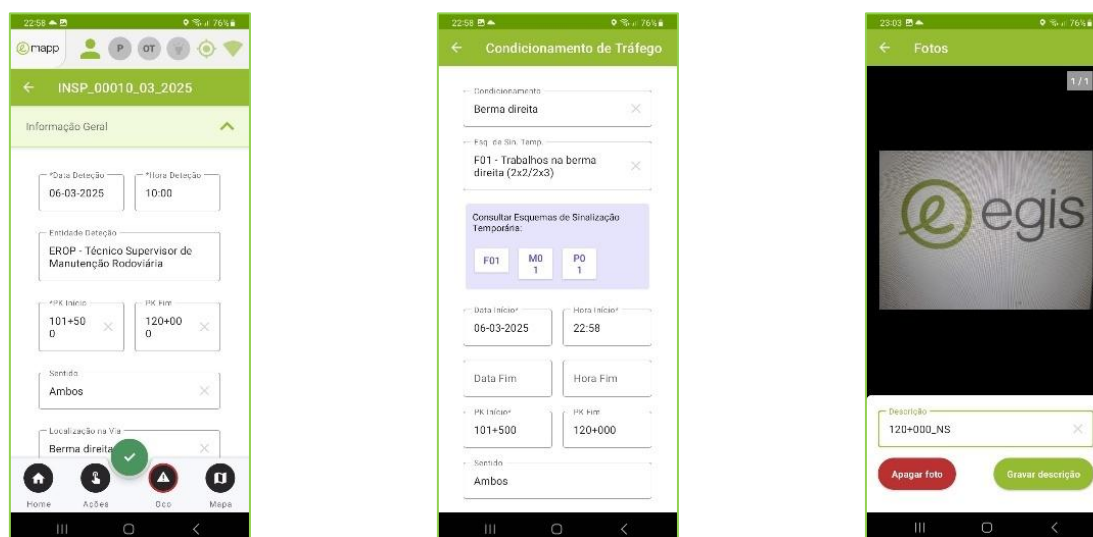 22:58
76%
emapp
P
OT
INSP_00010_03_2025
Informação Geral
*Data Deteção
*Hora Deteção
06-03-2025
10:00
Entidade Deteção
EROP - Técnico Supervisor de
Manutenção Rodoviária
*PK Início
PK Fim
101+50
0
120+00
0
Sentido
Ambos
Localização na Via
Berma direita
Home
Ações
Oco
Mapa
22:58
76%
Condicionamento de Tráfego
Condicionamento
Berma direita
Esq. de Sin. Temp.
F01 - Trabalhos na berma
direita (2x2/2x3)
Consultar Esquemas de Sinalização
Temporária:
F01
M0
1
P0
1
Data Início*
Hora Início*
06-03-2025
22:58
Data Fim
Hora Fim
PK Início*
PK Fim
101+500
120+000
Sentido
Ambos
23:03
76%
Fotos
1/1
egis
Descrição
120+000_NS
Apagar foto
Gravar descrição